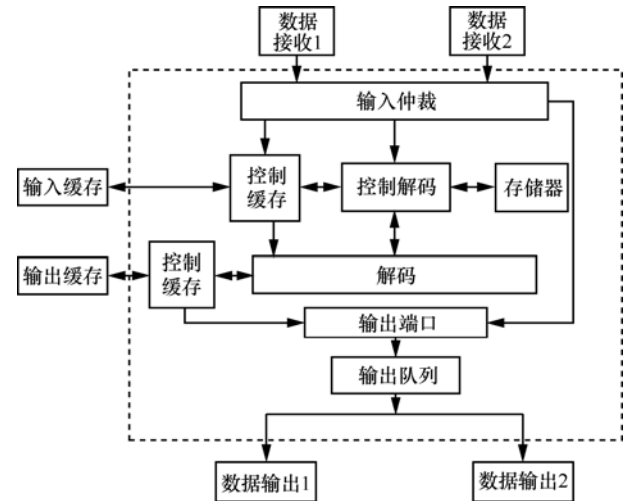 数据
接收1
数据
接收2
输入仲裁
输入缓存
控制
缓存
控制解码
存储器
输出缓存
控制
缓存
解码
输出端口
输出队列
数据输出1
数据输出2